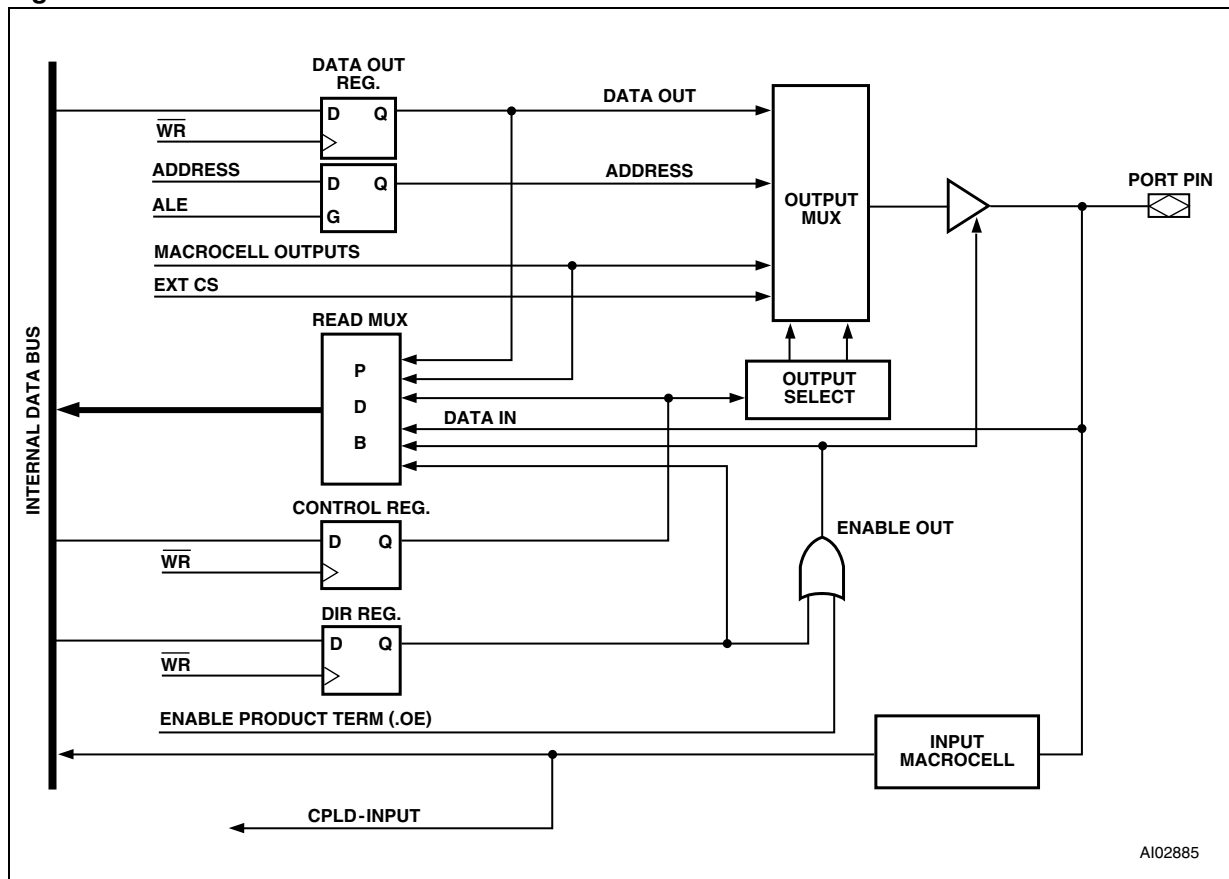 DATA OUT
REG.
D Q
WR
DATA OUT
ADDRESS
ALE
D Q
G
ADDRESS
OUTPUT
MUX
PORT PIN
MACROCELL OUTPUTS
EXT CS
READ MUX
P
D
B
OUTPUT
SELECT
DATA IN
INTERNAL DATA BUS
CONTROL REG.
D Q
WR
ENABLE OUT
DIR REG.
D Q
WR
ENABLE PRODUCT TERM (.OE)
INPUT
MACROCELL
CPLD-INPUT
AI02885